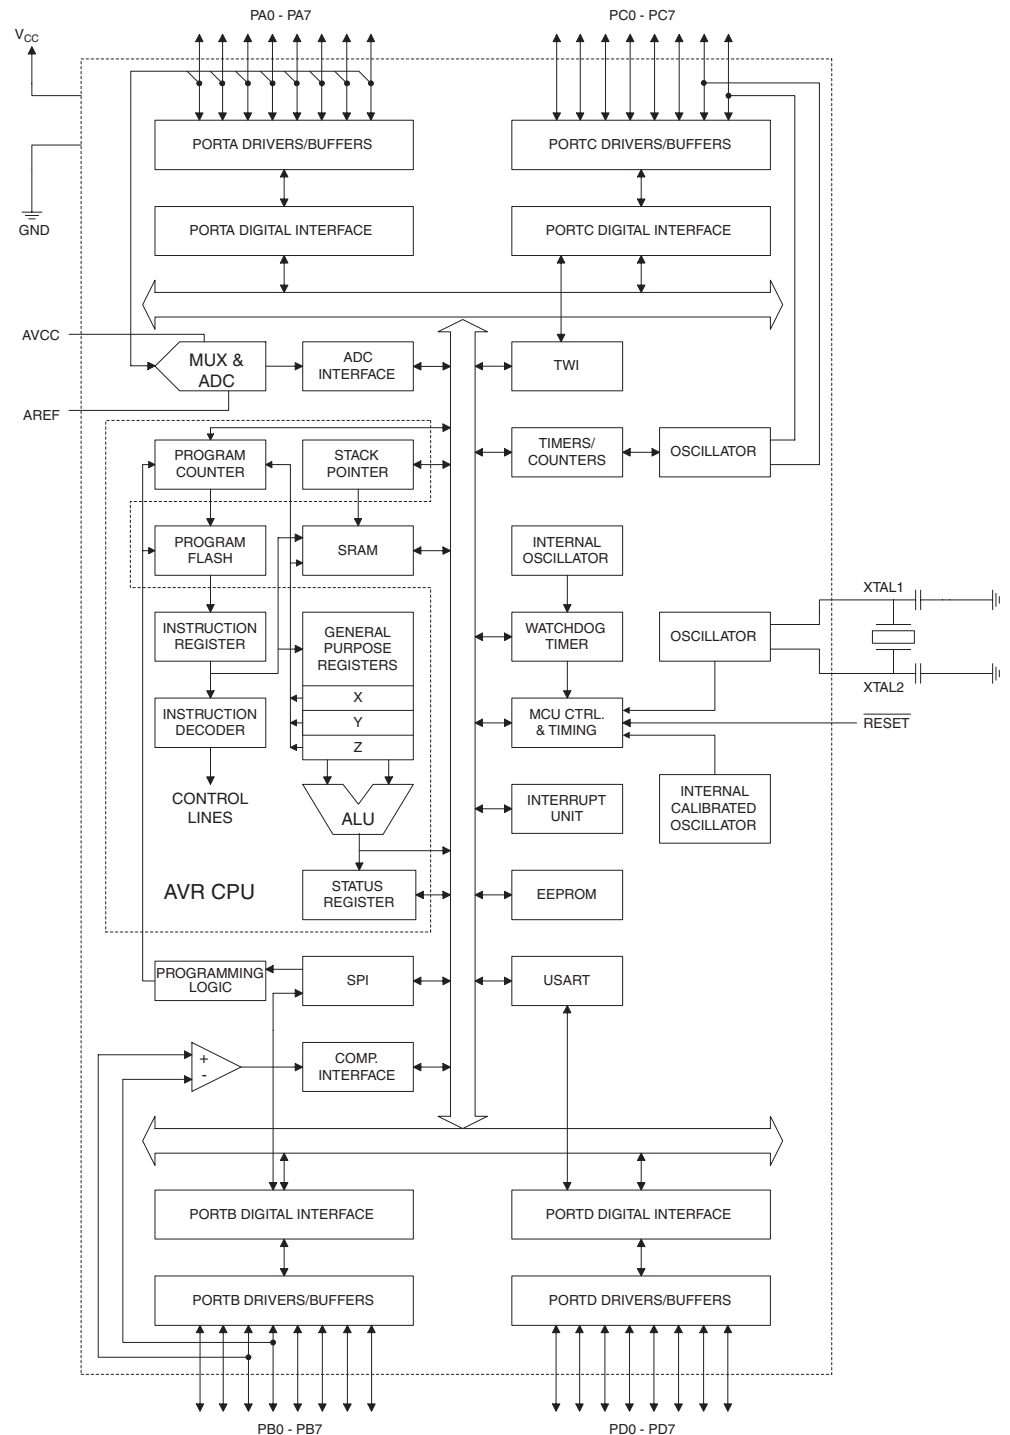 PA0 - PA7
PC0 - PC7
VCC
PORTA DRIVERS/BUFFERS
PORTC DRIVERS/BUFFERS
GND
PORTA DIGITAL INTERFACE
PORTC DIGITAL INTERFACE
AVCC
MUX &
ADC
ADC
INTERFACE
TWI
AREF
PROGRAM
COUNTER
STACK
POINTER
TIMERS/
COUNTERS
OSCILLATOR
PROGRAM
FLASH
SRAM
INTERNAL
OSCILLATOR
XTAL1
INSTRUCTION
REGISTER
GENERAL
PURPOSE
REGISTERS
WATCHDOG
TIMER
OSCILLATOR
XTAL2
X
Y
Z
INSTRUCTION
DECODER
MCU CTRL.
& TIMING
RESET
CONTROL
LINES
ALU
INTERRUPT
UNIT
INTERNAL
CALIBRATED
OSCILLATOR
AVR CPU
STATUS
REGISTER
EEPROM
PROGRAMMING
LOGIC
SPI
USART
+
-
COMP.
INTERFACE
PORTB DIGITAL INTERFACE
PORTD DIGITAL INTERFACE
PORTB DRIVERS/BUFFERS
PORTD DRIVERS/BUFFERS
PB0 - PB7
PD0 - PD7